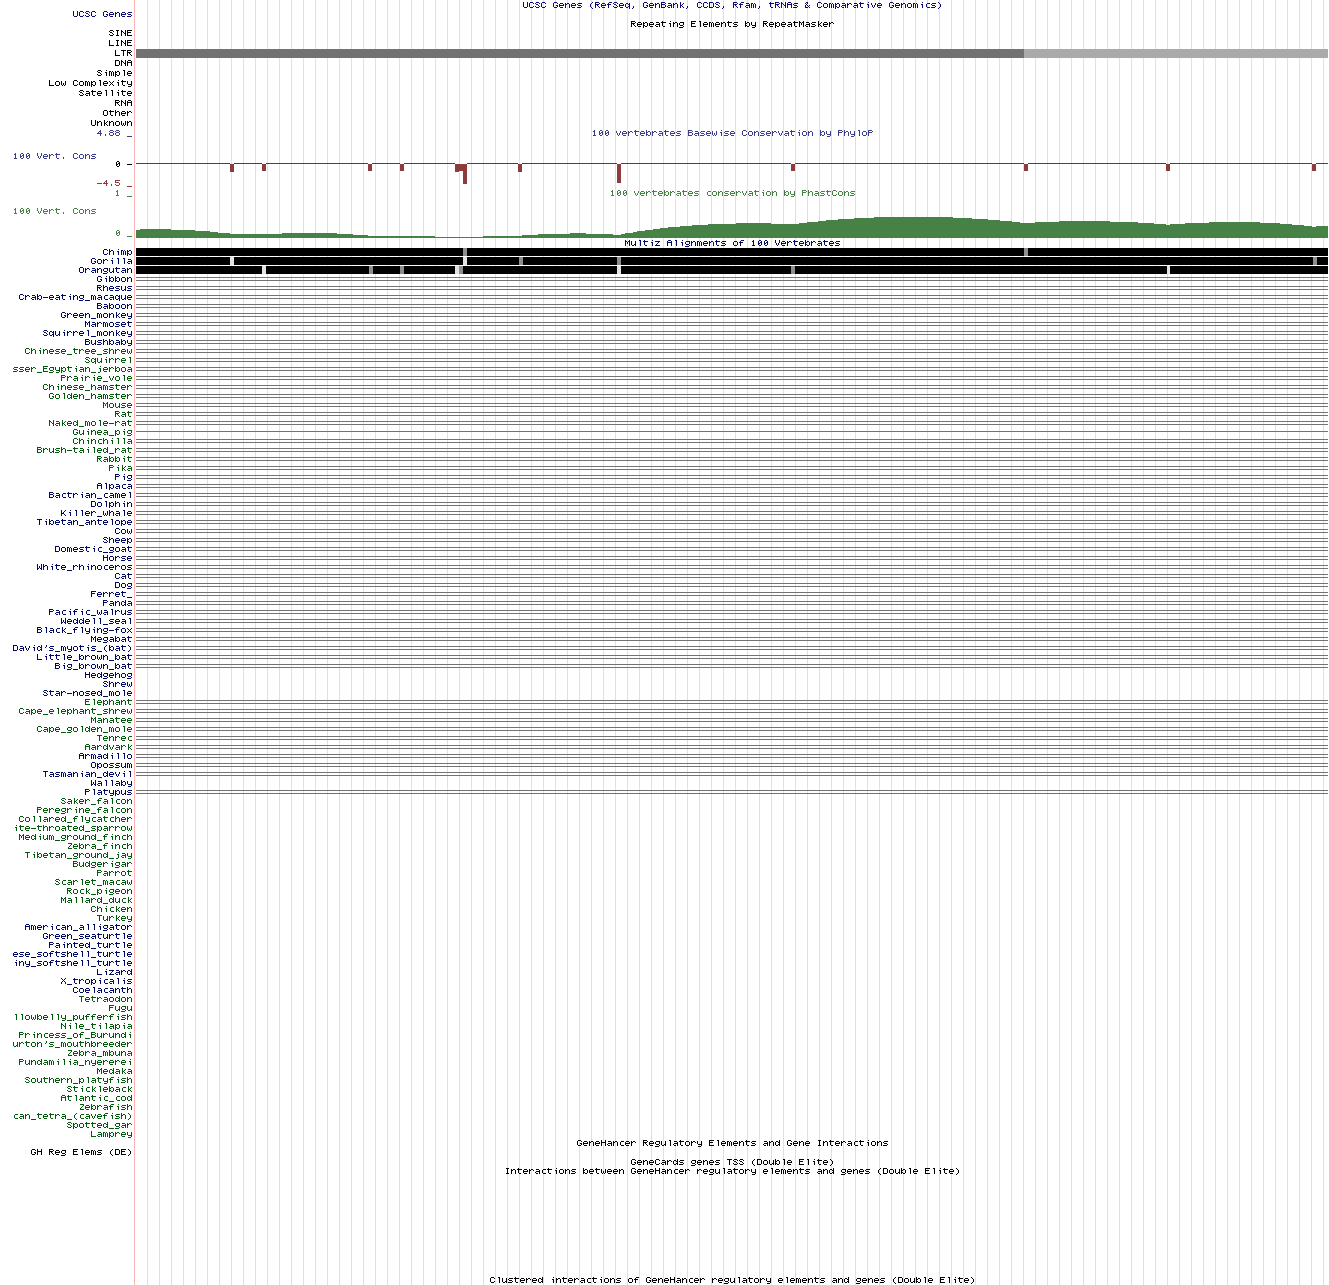 UCSC Genes (RefSeq, GenBank, CCDS, Rfam, tRNAs & Comparative Genomics)
UCSC Genes
Repeating Elements by RepeatMasker
SINE
LINE
LTR
DNA
Simple
Low Complexity
Satellite
RNA
Other
Unknown
4.88 _
100 vertebrates Basewise Conservation by PhyloP
100 Vert. Cons
0 -
-4.5 _
1 _
100 vertebrates conservation by PhastCons
100 Vert. Cons
0 _
Multiz Alignments of 100 Vertebrates
Chimp
Gorilla
Orangutan
Gibbon
Rhesus
Crab-eating_macaque
Baboon
Green_monkey
Marmoset
Squirrel_monkey
Bushbaby
Chinese_tree_shrew
Squirrel
sser_Egyptian_jerboa
Prairie_vole
Chinese_hamster
Golden_hamster
Mouse
Rat
Naked_mole-rat
Guinea_pig
Chinchilla
Brush-tailed_rat
Rabbit
Pika
Pig
Alpaca
Bactrian_camel
Dolphin
Killer_whale
Tibetan_antelope
Cow
Sheep
Domestic_goat
Horse
White_rhinoceros
Cat
Dog
Ferret_
Panda
Pacific_walrus
Weddell_seal
Black_flying-fox
Megabat
David's_myotis_(bat)
Little_brown_bat
Big_brown_bat
Hedgehog
Shrew
Star-nosed_mole
Elephant
Cape_elephant_shrew
Manatee
Cape_golden_mole
Tenrec
Aardvark
Armadillo
Opossum
Tasmanian_devil
Wallaby
Platypus
Saker_falcon
Peregrine_falcon
Collared_flycatcher
ite-throated_sparrow
Medium_ground_finch
Zebra_finch
Tibetan_ground_jay
Budgerigar
Parrot
Scarlet_macaw
Rock_pigeon
Mallard_duck
Chicken
Turkey
American_alligator
Green_seaturtle
Painted_turtle
ese_softshell_turtle
iny_softshell_turtle
Lizard
X_tropicalis
Coelacanth
Tetraodon
Fugu
llowbelly_pufferfish
Nile_tilapia
Princess_of_Burundi
urton's_mouthbreeder
Zebra_mbuna
Pundamilia_nyererei
Medaka
Southern_platyfish
Stickleback
Atlantic_cod
Zebrafish
can_tetra_(cavefish)
Spotted_gar
Lamprey
GeneHancer Regulatory Elements and Gene Interactions
GH Reg Elems (DE)
GeneCards genes TSS (Double Elite)
Interactions between GeneHancer regulatory elements and genes (Double Elite)
Clustered interactions of GeneHancer regulatory elements and genes (Double Elite)